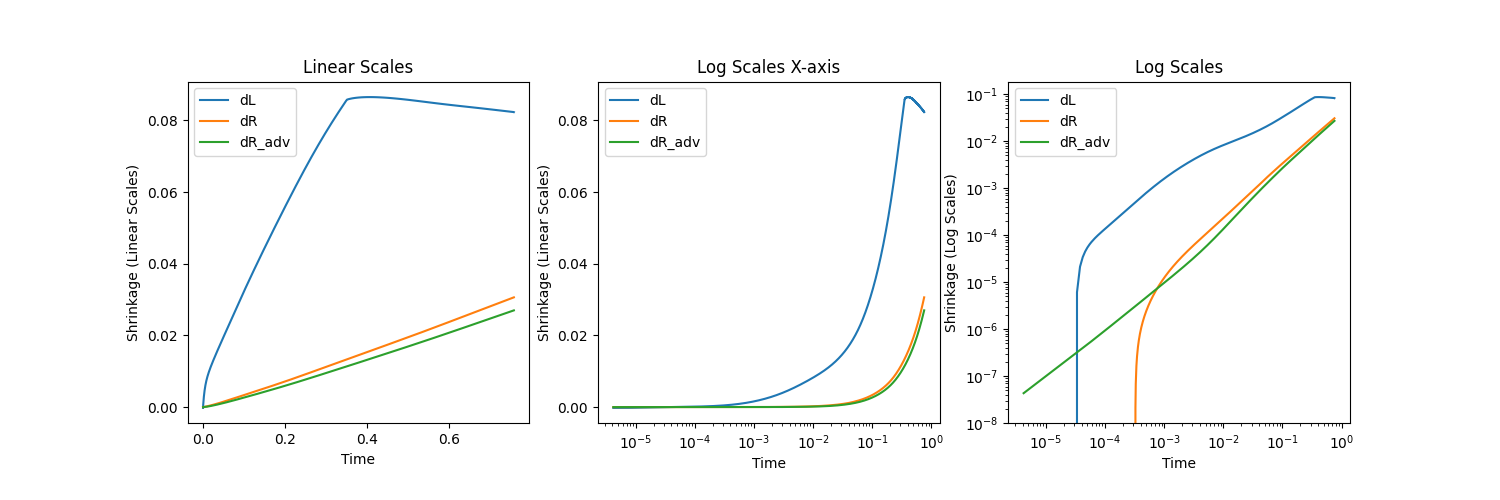 Linear Scales
Shrinkage (Linear Scales)
0.08
0.06
0.04
0.02
0.00
dL
dR
dR_adv
0.0 0.2 0.4 0.6
Time
Log Scales X-axis
Shrinkage (Linear Scales)
0.08
0.06
0.04
0.02
0.00
dL
dR
dR_adv
10⁻⁵ 10⁻⁴ 10⁻³ 10⁻² 10⁻¹ 10⁰
Time
Log Scales
Shrinkage (Log Scales)
10⁻¹
10⁻²
10⁻³
10⁻⁴
10⁻⁵
10⁻⁶
10⁻⁷
10⁻⁸
dL
dR
dR_adv
10⁻⁵ 10⁻⁴ 10⁻³ 10⁻² 10⁻¹ 10⁰
Time